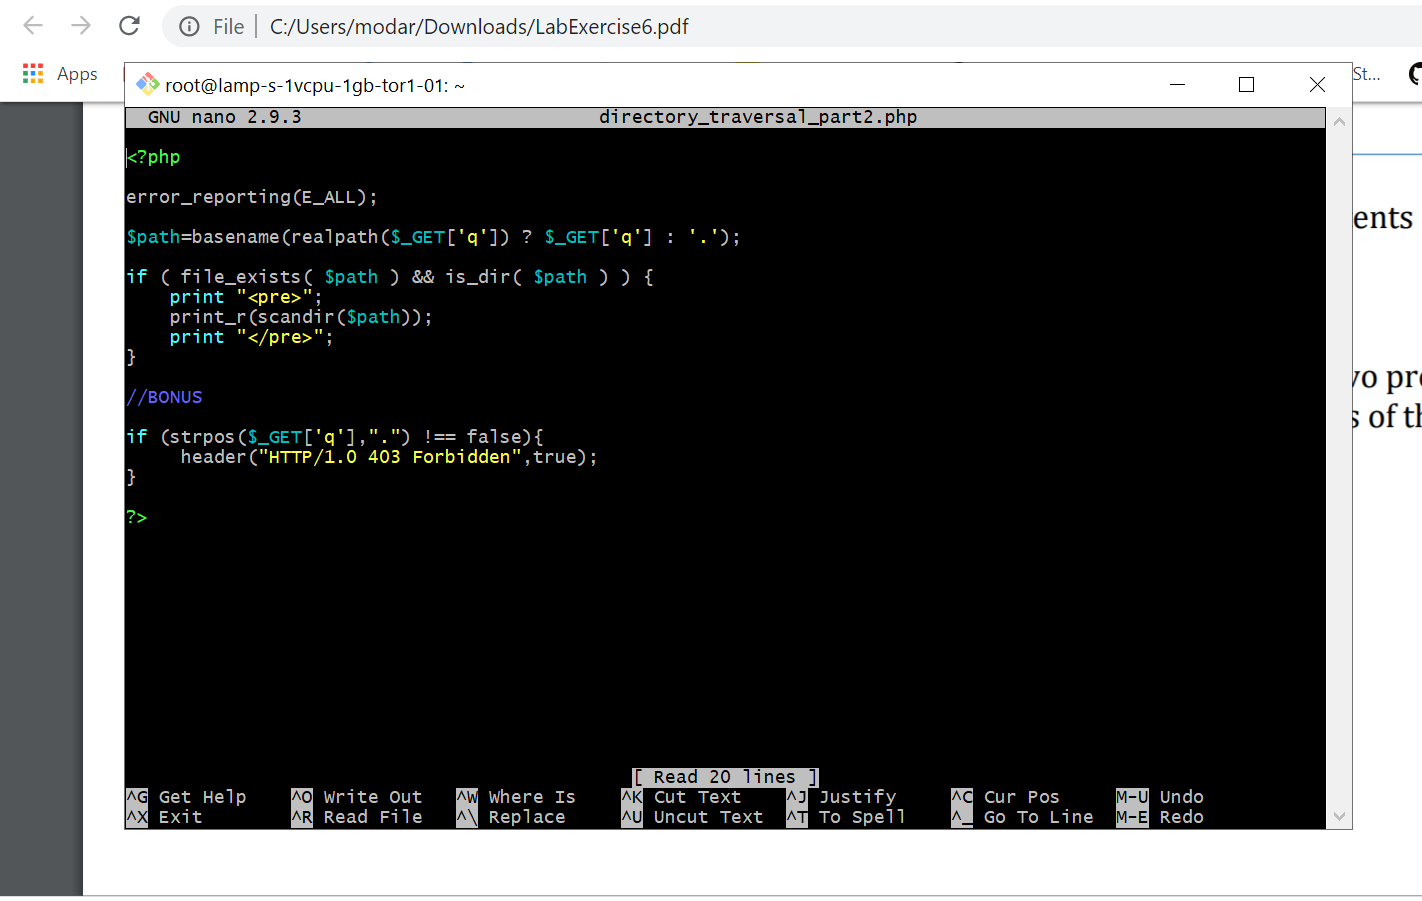 File | C:/Users/modar/Downloads/LabExercise6.pdf
Apps
St...
root@lamp-s-1vcpu-1gb-tor1-01: ~
GNU nano 2.9.3 directory_traversal_part2.php
<?php
error_reporting(E_ALL);
$path=basename(realpath($_GET['q']) ? $_GET['q'] : '.');
if ( file_exists( $path ) && is_dir( $path ) ) {
    print "<pre>";
    print_r(scandir($path));
    print "</pre>";
}
//BONUS
if (strpos($_GET['q'],".") !== false){
     header("HTTP/1.0 403 Forbidden",true);
}
?>
ents
s of th
[ Read 20 lines ]
^G Get Help ^O Write Out ^W Where Is ^K Cut Text ^J Justify ^C Cur Pos M-U Undo
^X Exit ^R Read File ^\ Replace ^U Uncut Text ^T To Spell ^_ Go To Line M-E Redo